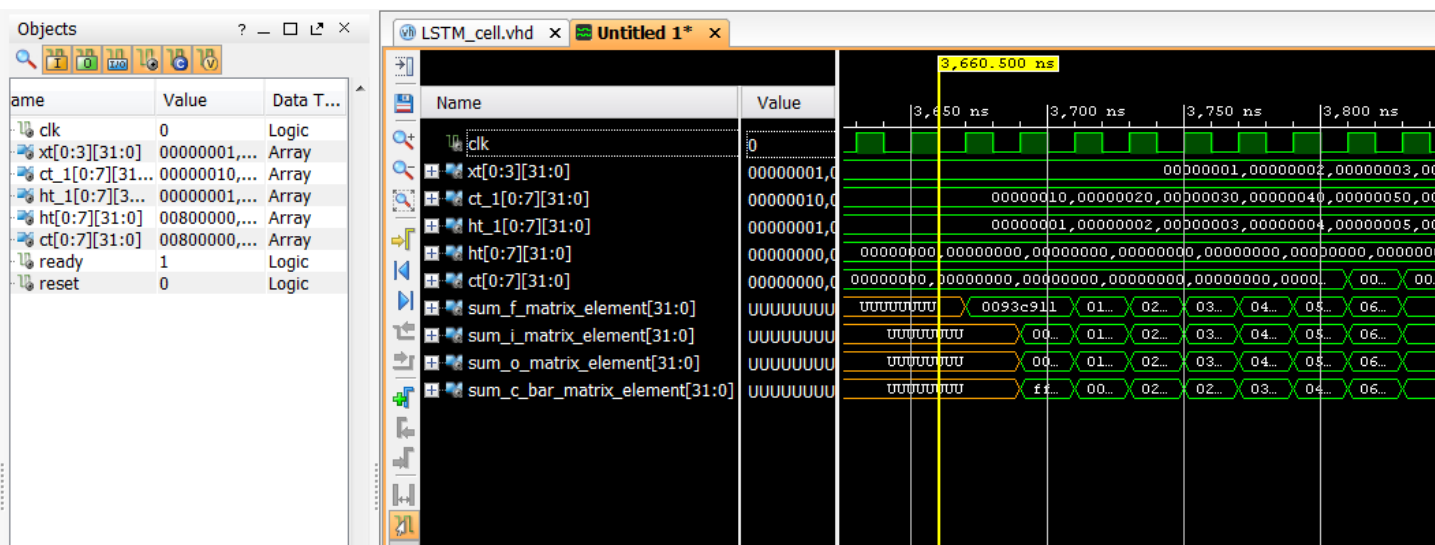 Objects ? _
LSTM_cell.vhd × Untitled 1* ×
I O I/O C V
ame Value Data T...
clk 0 Logic
xt[0:3][31:0] 00000001,... Array
ct_1[0:7][31... 00000010,... Array
ht_1[0:7][3... 00000001,... Array
ht[0:7][31:0] 00800000,... Array
ct[0:7][31:0] 00800000,... Array
ready 1 Logic
reset 0 Logic
3,660.500 ns
Name Value
3,650 ns 3,700 ns 3,750 ns 3,800 ns
clk 0
xt[0:3][31:0] 00000001,0 00000001,00000002,00000003,00
ct_1[0:7][31:0] 00000010,0 00000010,00000020,00000030,00000040,00000050,00
ht_1[0:7][31:0] 00000001,0 00000001,00000002,00000003,00000004,00000005,00
ht[0:7][31:0] 00000000,0 00000000,00000000,00000000,00000000,00000000,00000000,000000
ct[0:7][31:0] 00000000,0 00000000,00000000,00000000,00000000,00000000,0000... 00... 00
sum_f_matrix_element[31:0] UUUUUUUU UUUUUUUU 0093c911 01... 02... 03... 04... 05... 06...
sum_i_matrix_element[31:0] UUUUUUUU UUUUUUUU 00... 01... 02... 03... 04... 05... 06...
sum_o_matrix_element[31:0] UUUUUUUU UUUUUUUU 00... 01... 02... 03... 04... 05... 06...
sum_c_bar_matrix_element[31:0] UUUUUUUU UUUUUUUU ff... 00... 02... 02... 03... 04... 06...